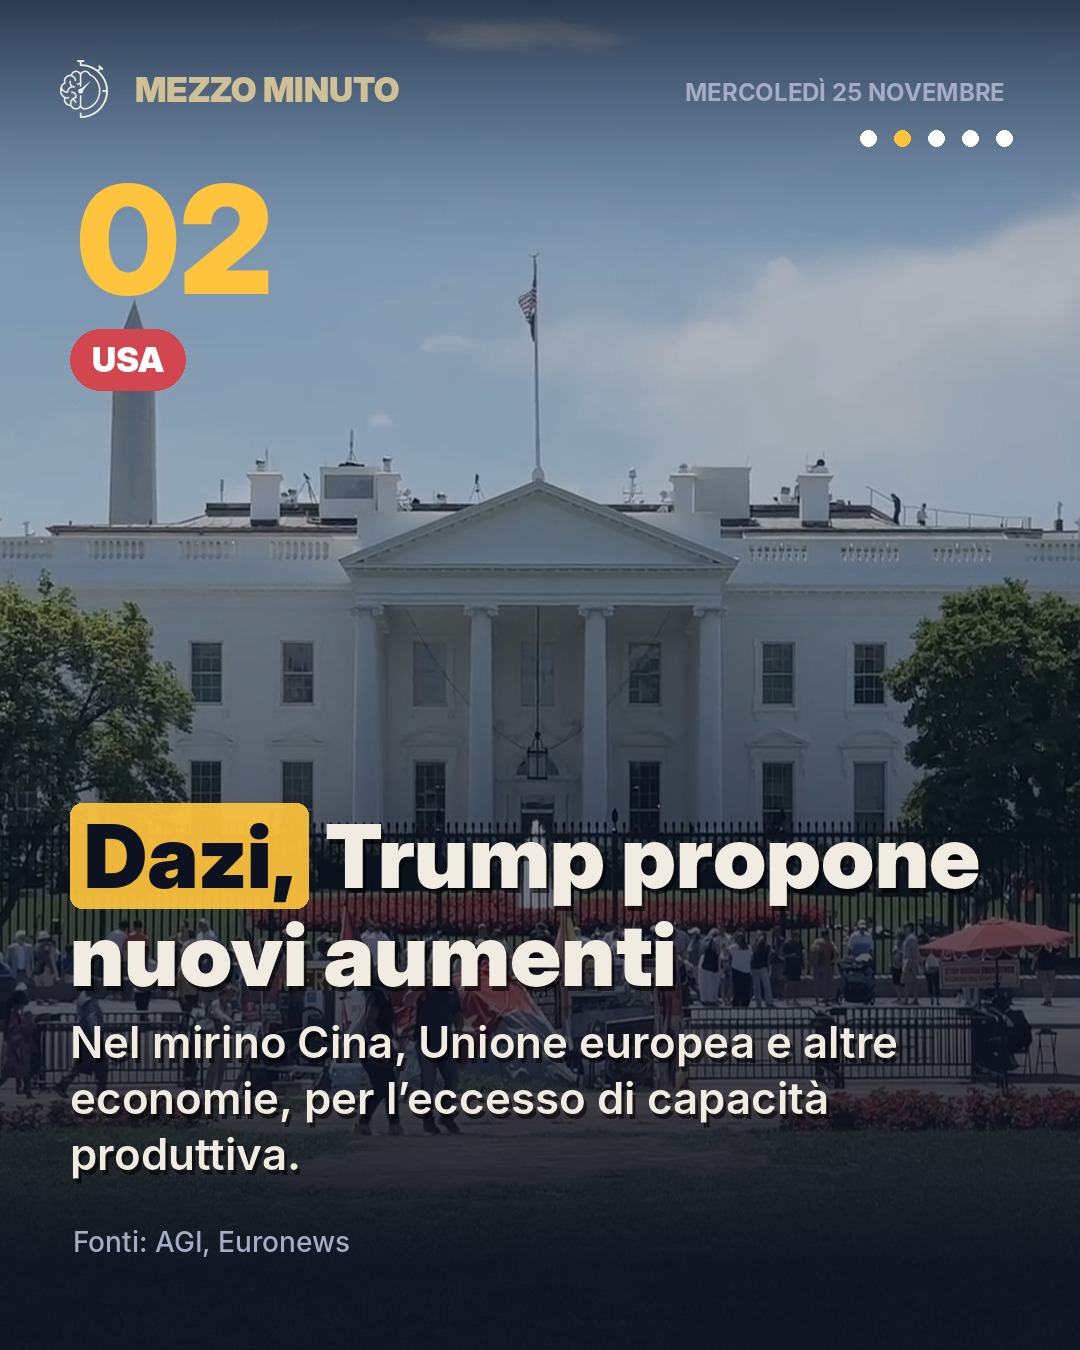 MEZZO MINUTO
MERCOLEDÌ 25 NOVEMBRE
02
USA
Dazi, Trump propone
nuovi aumenti
Nel mirino Cina, Unione europea e altre
economie, per l’eccesso di capacità
produttiva.
Fonti: AGI, Euronews